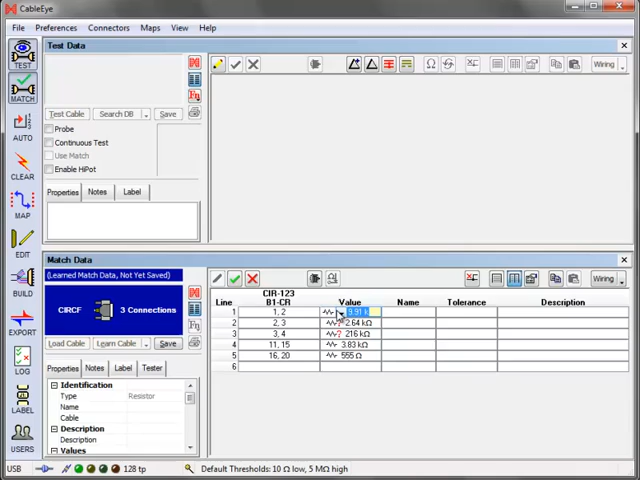 CableEye
File Preferences Connectors Maps View Help
TEST
MATCH
AUTO
CLEAR
MAP
EDIT
BUILD
EXPORT
LOG
LABEL
USERS
Test Data
Test Cable Search DB Save
Probe
Continuous Test
Use Match
Enable HiPot
Properties Notes Label
Wiring
Match Data
(Learned Match Data, Not Yet Saved)
CIRCF 3 Connections
Load Cable Learn Cable Save
Properties Notes Label Tester
Identification
Type Resistor
Name
Cable
Description
Description
Values
Wiring
CIR-123
Line B1-CR Value Name Tolerance Description
1 1, 2 9.91 k
2 2, 3 ? 2.64 kΩ
3 3, 4 ? 216 kΩ
4 11, 15 3.83 kΩ
5 16, 20 555 Ω
6
USB 128 tp Default Thresholds: 10 Ω low, 5 MΩ high